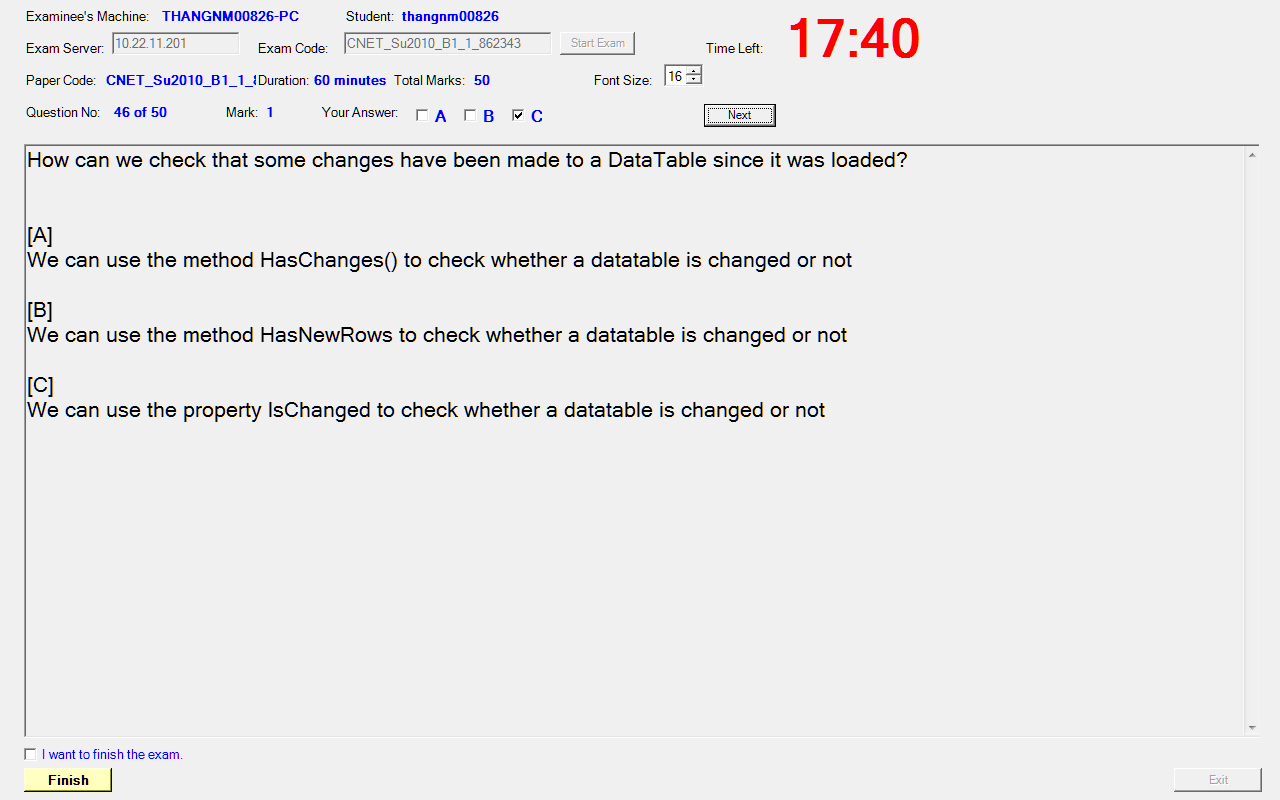 Examinee's Machine: THANGNM00826-PC Student: thangnm00826
17:40
Exam Server: 10.22.11.201 Exam Code: CNET_Su2010_B1_1_862343 Start Exam Time Left:
Paper Code: CNET_Su2010_B1_1_ Duration: 60 minutes Total Marks: 50 Font Size: 16
Question No: 46 of 50 Mark: 1 Your Answer: A B C Next
How can we check that some changes have been made to a DataTable since it was loaded?
[A]
We can use the method HasChanges() to check whether a datatable is changed or not
[B]
We can use the method HasNewRows to check whether a datatable is changed or not
[C]
We can use the property IsChanged to check whether a datatable is changed or not
I want to finish the exam.
Finish Exit